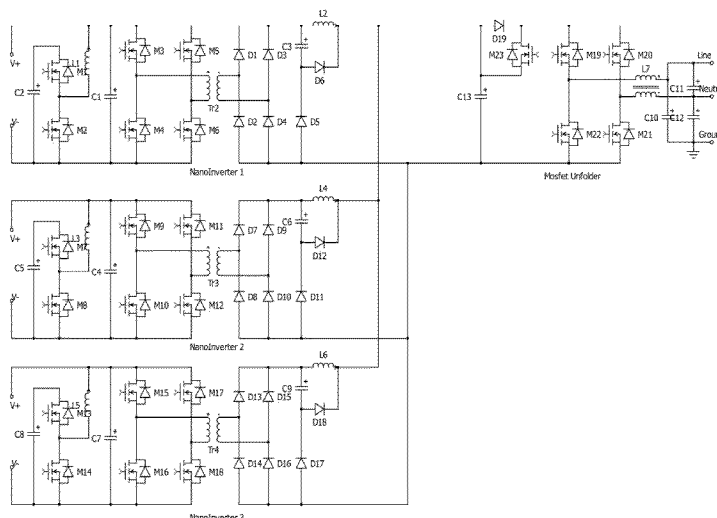 L2
D19
V+
L1
M1
M3
M5
D1
D3
C3
D6
M23
M19
M20
L7
Line
C2
C1
Tr2
C13
C11
Neutr
V-
M2
M4
M6
D2
D4
D5
M22
M21
C10
C12
Ground
NanoInverter 1
Mosfet Unfolder
L4
V+
L3
M7
M9
M11
D7
D9
C6
D12
C5
C4
Tr3
V-
M8
M10
M12
D8
D10
D11
NanoInverter 2
L6
V+
L5
M13
M15
M17
D13
D15
C9
D18
C8
C7
Tr4
V-
M14
M16
M18
D14
D16
D17
NanoInverter 3